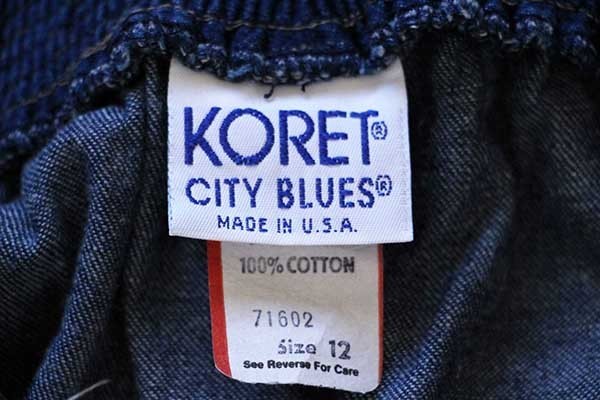 KORET®
CITY BLUES®
MADE IN U.S.A.
100% COTTON
71602
Size 12
See Reverse For Care